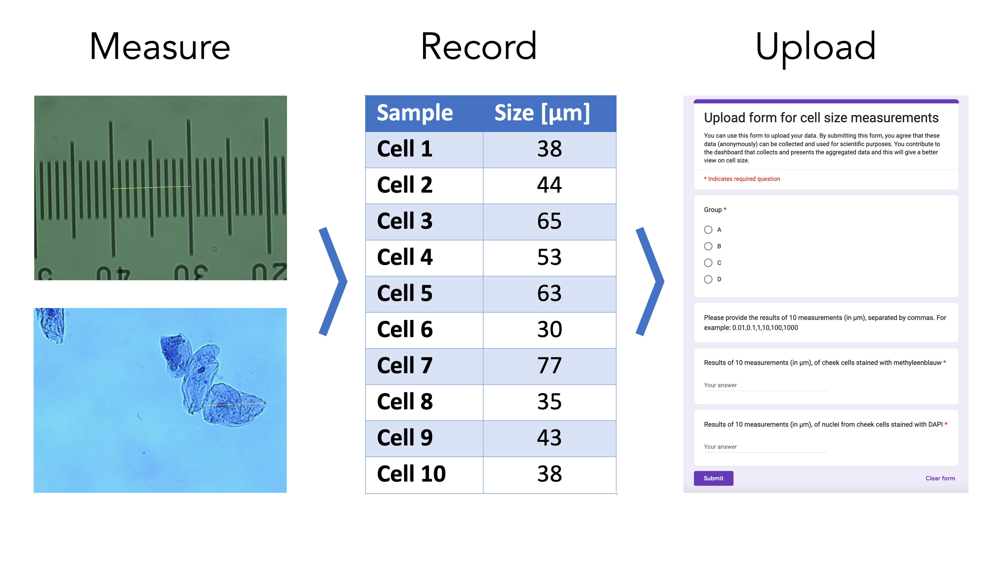 Measure
Record
Upload
40
30
20
Sample Size [µm]
Cell 1 38
Cell 2 44
Cell 3 65
Cell 4 53
Cell 5 63
Cell 6 30
Cell 7 77
Cell 8 35
Cell 9 43
Cell 10 38
Upload form for cell size measurements
You can use this form to upload your data. By submitting this form, you agree that these
data (anonymously) can be collected and used for scientific purposes. You contribute to
the dashboard that collects and presents the aggregated data and this will give a better
view on cell size.
* Indicates required question
Group *
A
B
C
D
Please provide the results of 10 measurements (in µm), separated by commas. For
example: 0.01,0.1,1,10,100,1000
Results of 10 measurements (in µm), of cheek cells stained with methyleenblauw *
Your answer
Results of 10 measurements (in µm), of nuclei from cheek cells stained with DAPI *
Your answer
Submit
Clear form